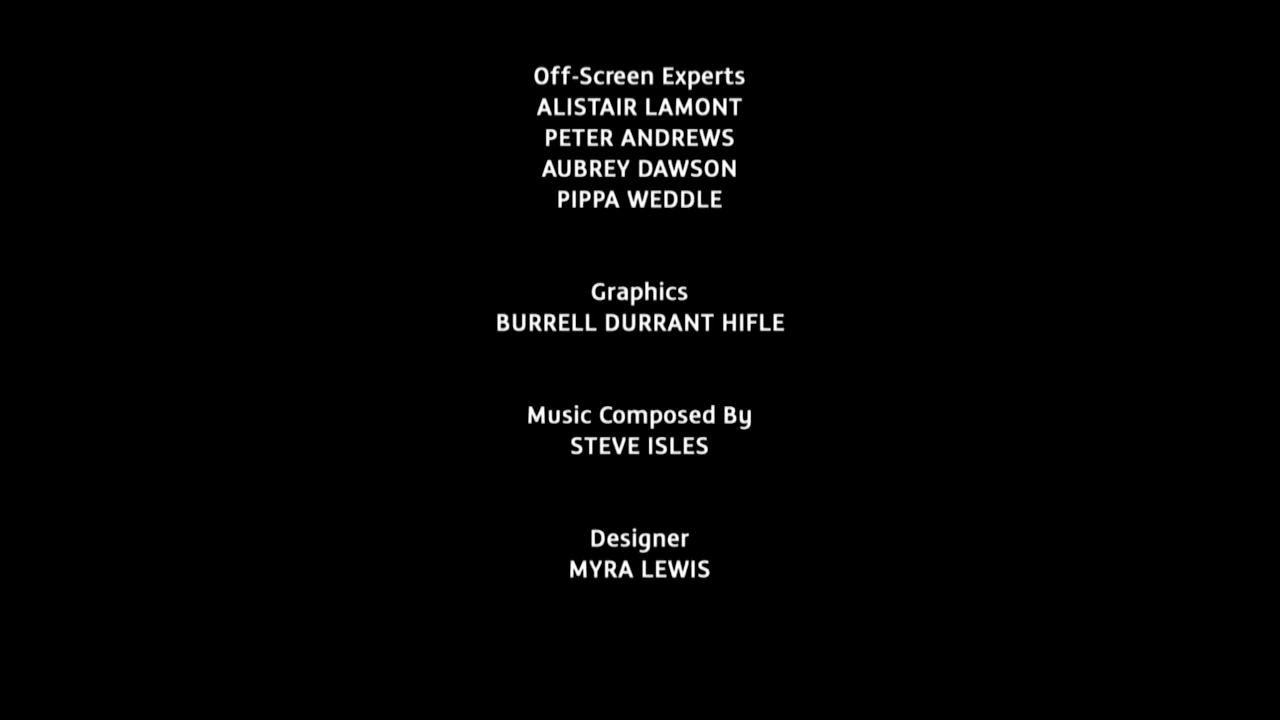 Off-Screen Experts
ALISTAIR LAMONT
PETER ANDREWS
AUBREY DAWSON
PIPPA WEDDLE
Graphics
BURRELL DURRANT HIFLE
Music Composed By
STEVE ISLES
Designer
MYRA LEWIS